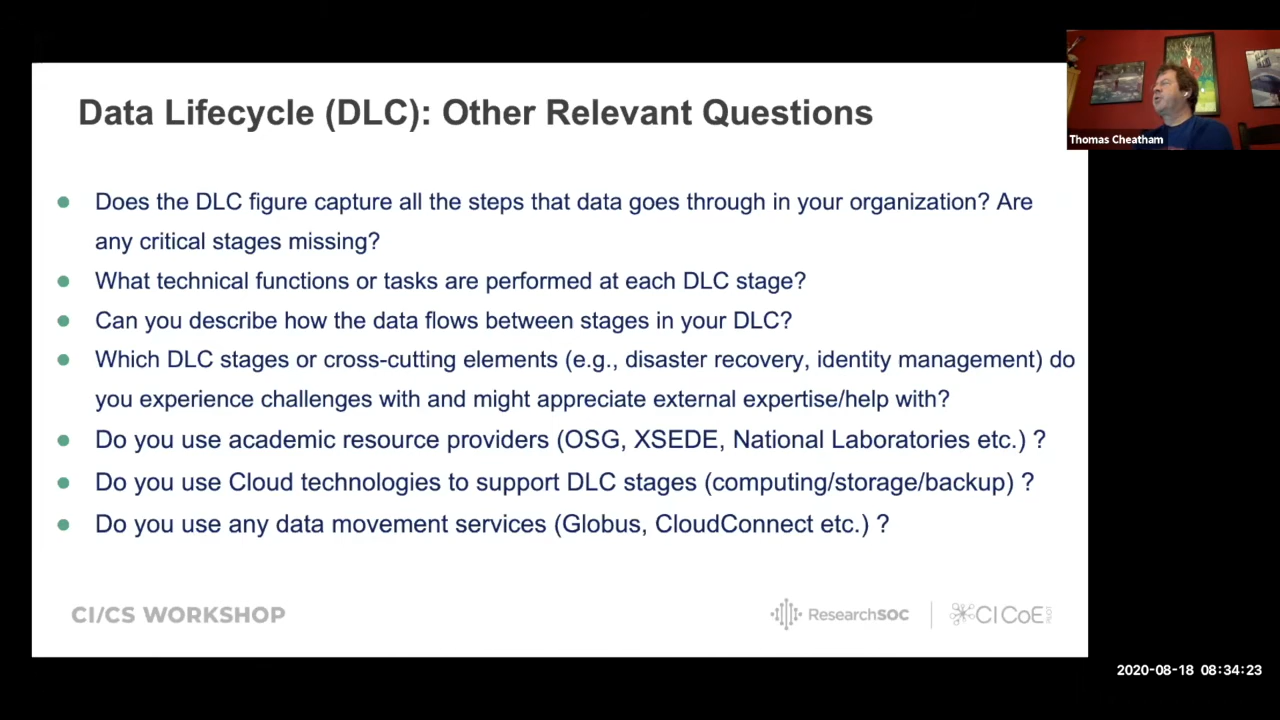 Data Lifecycle (DLC): Other Relevant Questions
Thomas Cheatham
● Does the DLC figure capture all the steps that data goes through in your organization? Are
any critical stages missing?
● What technical functions or tasks are performed at each DLC stage?
● Can you describe how the data flows between stages in your DLC?
● Which DLC stages or cross-cutting elements (e.g., disaster recovery, identity management) do
you experience challenges with and might appreciate external expertise/help with?
● Do you use academic resource providers (OSG, XSEDE, National Laboratories etc.) ?
● Do you use Cloud technologies to support DLC stages (computing/storage/backup) ?
● Do you use any data movement services (Globus, CloudConnect etc.) ?
CI/CS WORKSHOP
ResearchSOC
CI CoE
2020-08-18 08:34:23